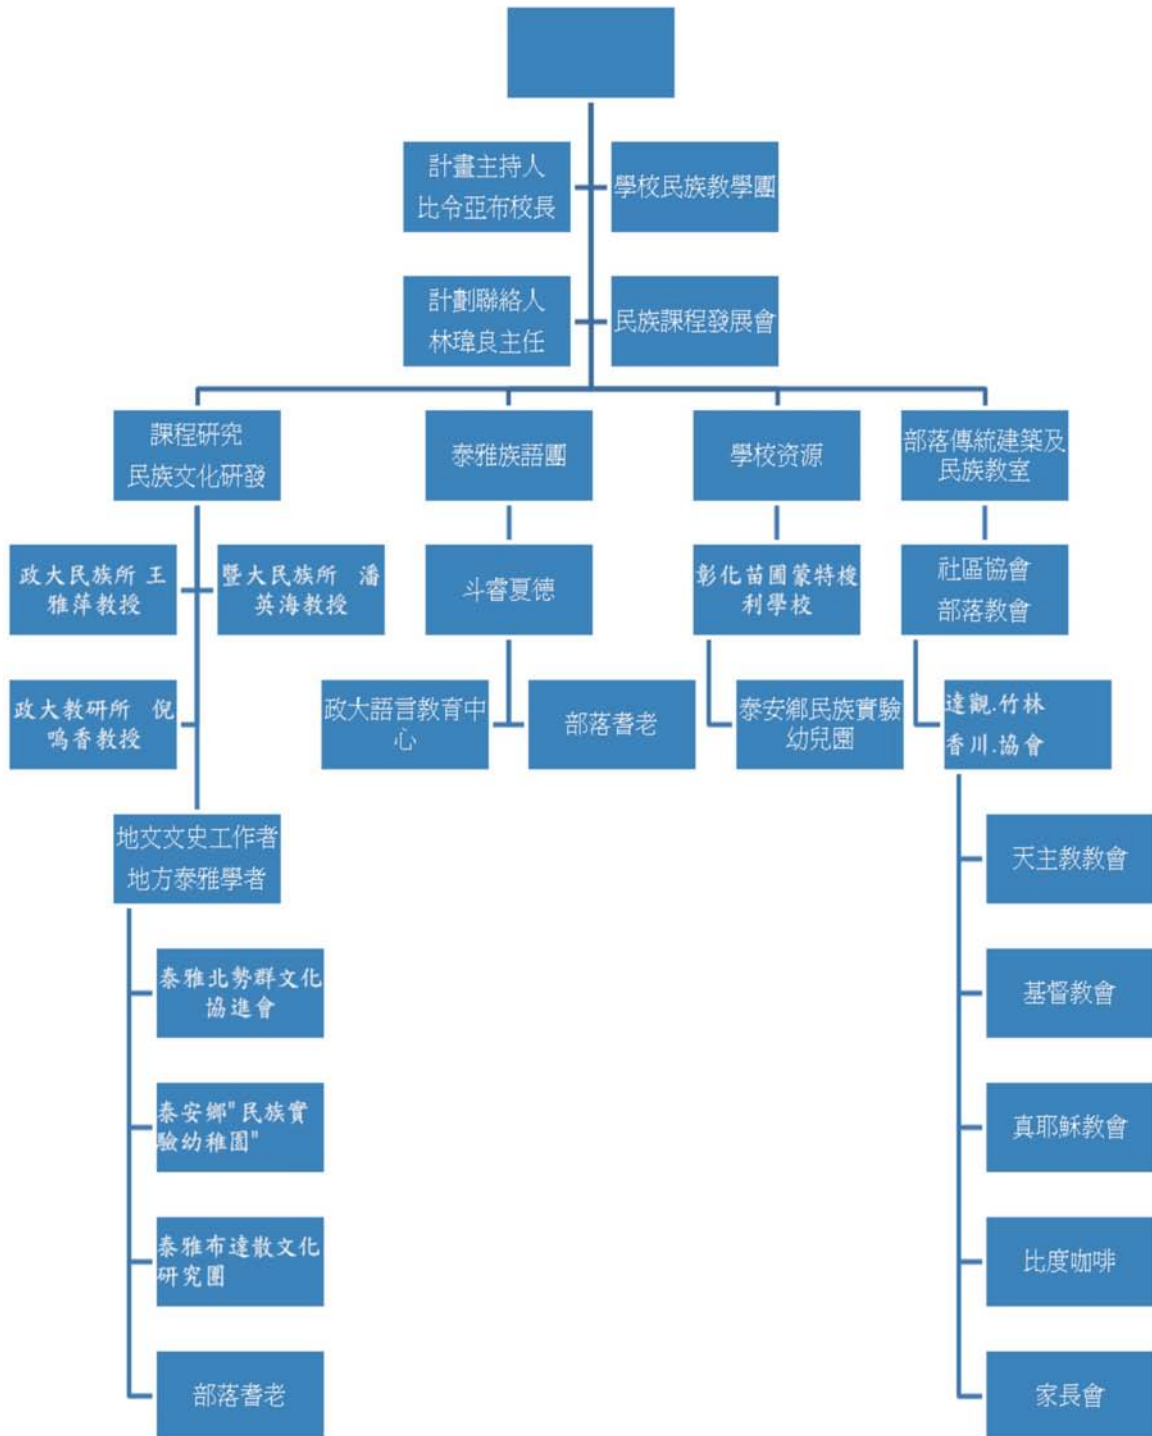 計畫主持人
比令亞布校長
學校民族教學團
計劃聯絡人
林瑋良主任
民族課程發展會
課程研究
民族文化研發
泰雅族語團
學校资源
部落傳統建築及
民族教室
政大民族所 王
雅萍教授
暨大民族所 潘
英海教授
斗睿夏德
彰化苗圃蒙特梭
利學校
社區協會
部落教會
政大教研所 倪
鳴香教授
政大語言教育中
心
部落耆老
泰安鄉民族實驗
幼兒園
達觀.竹林
香川.協會
地文文史工作者
地方泰雅學者
天主教教會
泰雅北勢群文化
協進會
基督教會
泰安鄉"民族實
驗幼稚園"
真耶穌教會
泰雅布達散文化
研究團
比度咖啡
部落耆老
家長會